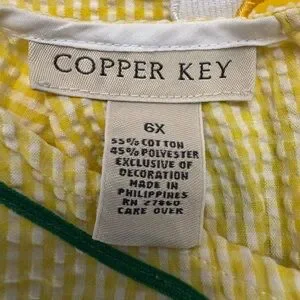 COPPER KEY
6X
55% COTTON
45% POLYESTER
EXCLUSIVE OF
DECORATION
MADE IN
PHILIPPINES
RN 27860
CARE OVER